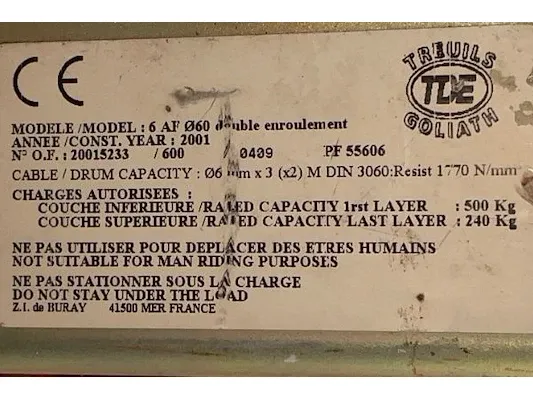 CE
TREUILS
TDE
GOLIATH
MODELE /MODEL : 6 AF Ø60 double enroulement
ANNEE /CONST. YEAR : 2001
N° O.F. : 20015233 / 600 / 0409 PF 55606
CABLE / DRUM CAPACITY : Ø6 mm x 3 (x2) M DIN 3060:Resist 1770 N/mm
CHARGES AUTORISEES :
COUCHE INFERIEURE /RATED CAPACITY 1rst LAYER : 500 Kg
COUCHE SUPERIEURE /RATED CAPACITY LAST LAYER : 240 Kg
NE PAS UTILISER POUR DEPLACER DES ETRES HUMAINS
NOT SUITABLE FOR MAN RIDING PURPOSES
NE PAS STATIONNER SOUS LA CHARGE
DO NOT STAY UNDER THE LOAD
Z.I. de BURAY 41500 MER FRANCE